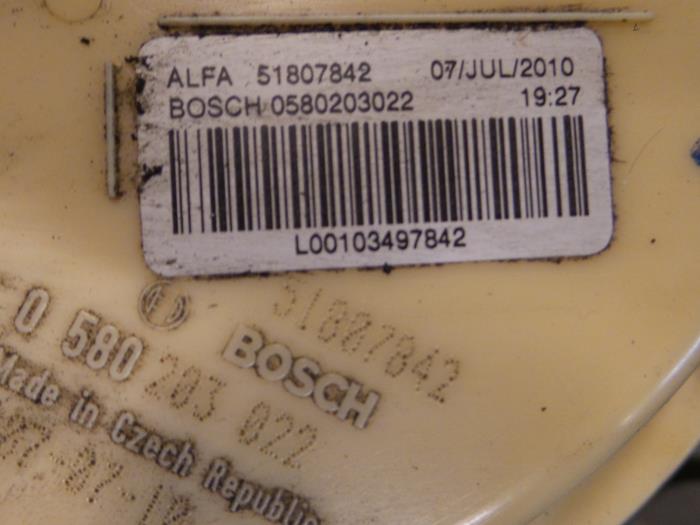 ALFA 51807842 07/JUL/2010
BOSCH 0580203022 19:27
L00103497842
51807842
0 580 203 022
BOSCH
Made in Czech Republic